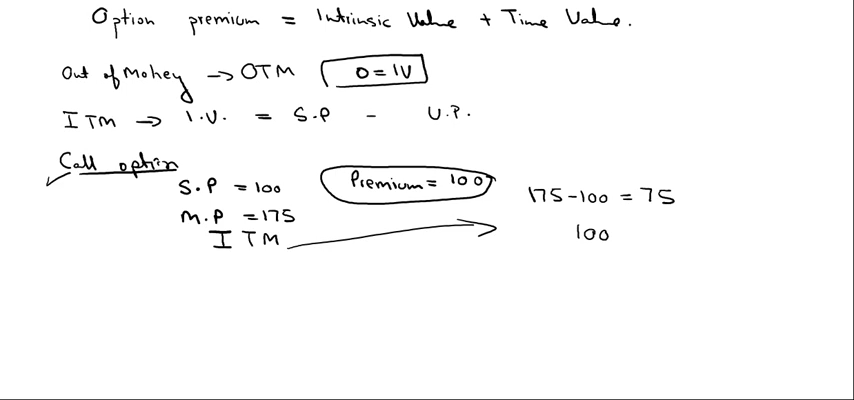 Option premium = Intrinsic Value + Time Value.
Out of Money → OTM 0 = IV
ITM → I.V. = S.P - U.P.
Call option
S.P = 100 Premium = 100 175-100 = 75
M.P = 175
ITM → 100